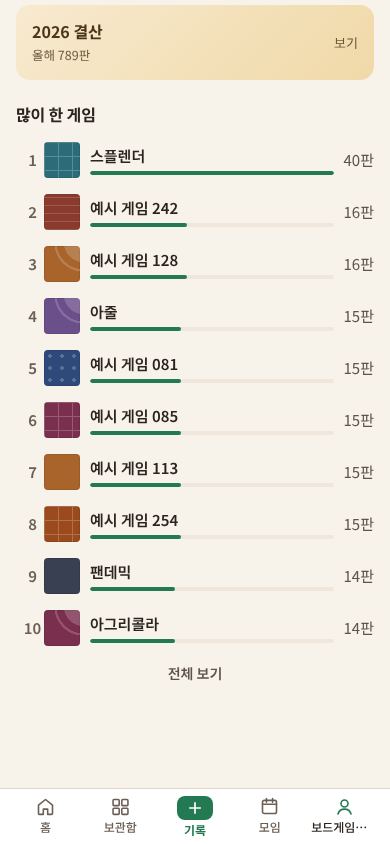 2026 결산
올해 789판
보기
많이 한 게임
1 스플렌더 40판
2 예시 게임 242 16판
3 예시 게임 128 16판
4 아줄 15판
5 예시 게임 081 15판
6 예시 게임 085 15판
7 예시 게임 113 15판
8 예시 게임 254 15판
9 팬데믹 14판
10 아그리콜라 14판
전체 보기
홈 보관함 기록 모임 보드게임…